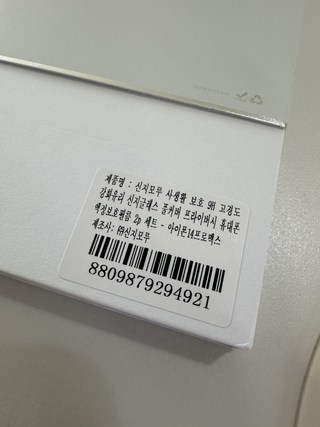 제품명 : 신지모루 사생활 보호 9H 고경도
강화유리 신지글래스 풀커버 프라이버시 휴대폰
액정보호필름 2p 세트 - 아이폰14프로맥스
제조사: ㈜신지모루
8809879294921